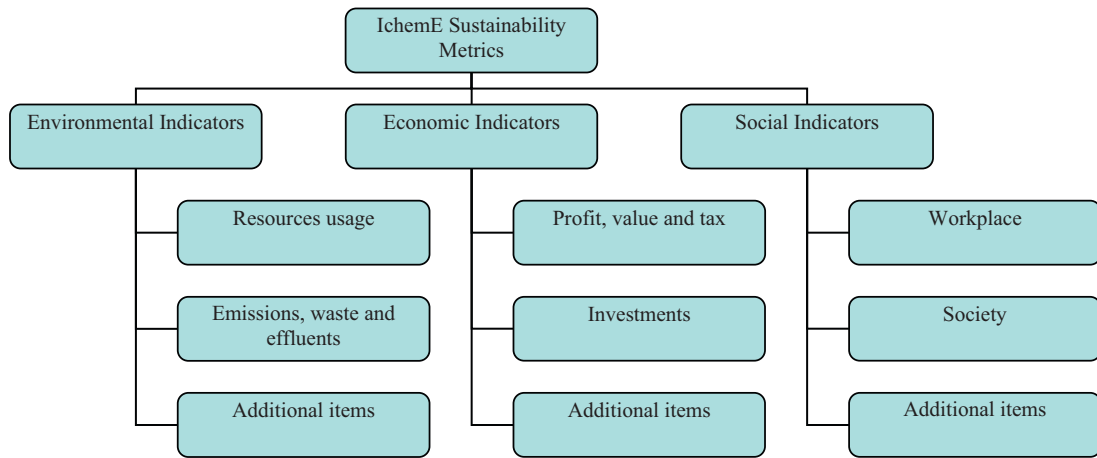 IchemE Sustainability
Metrics
Environmental Indicators
Economic Indicators
Social Indicators
Resources usage
Profit, value and tax
Workplace
Emissions, waste and
effluents
Investments
Society
Additional items
Additional items
Additional items